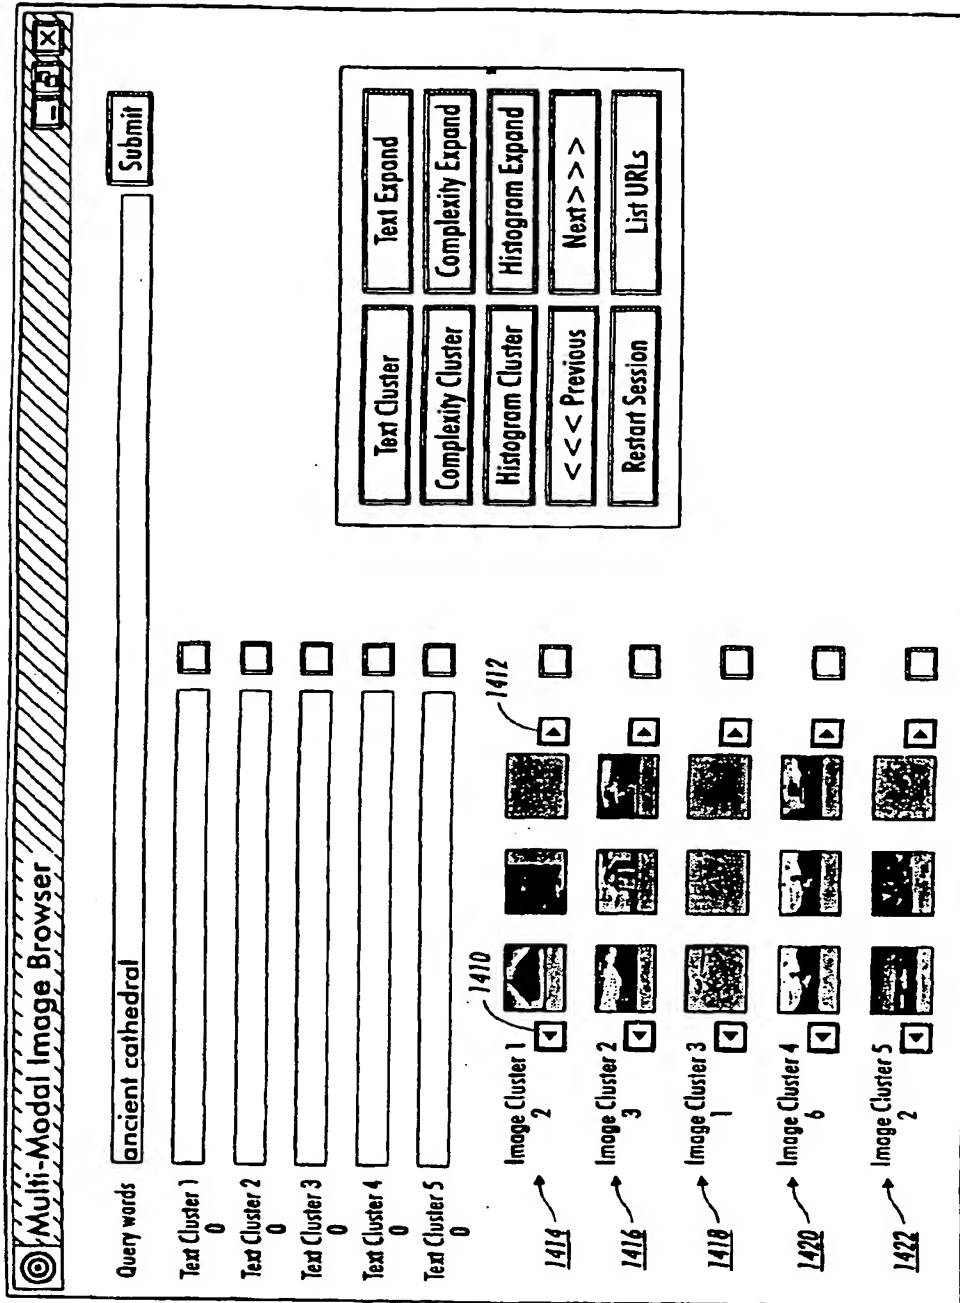 Multi-Modal Image Browser
Query words ancient cathedral Submit
Text Cluster 1
0
Text Cluster 2
0
Text Cluster 3
0
Text Cluster 4
0
Text Cluster 5
0
Text Cluster Text Expand
Complexity Cluster Complexity Expand
Histogram Cluster Histogram Expand
<<< Previous Next>>>
Restart Session List URLs
1410 1412
1414 Image Cluster 1
2
1416 Image Cluster 2
3
1418 Image Cluster 3
1
1420 Image Cluster 4
6
1422 Image Cluster 5
2